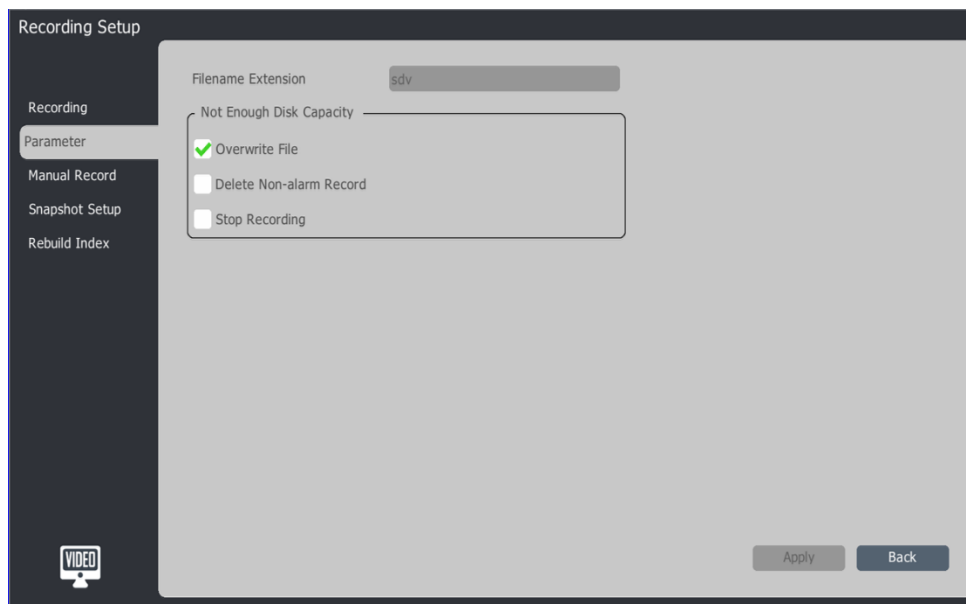 Recording Setup
Filename Extension sdv
Recording
Not Enough Disk Capacity
Parameter
Overwrite File
Manual Record
Delete Non-alarm Record
Snapshot Setup
Stop Recording
Rebuild Index
VIDEO
Apply Back